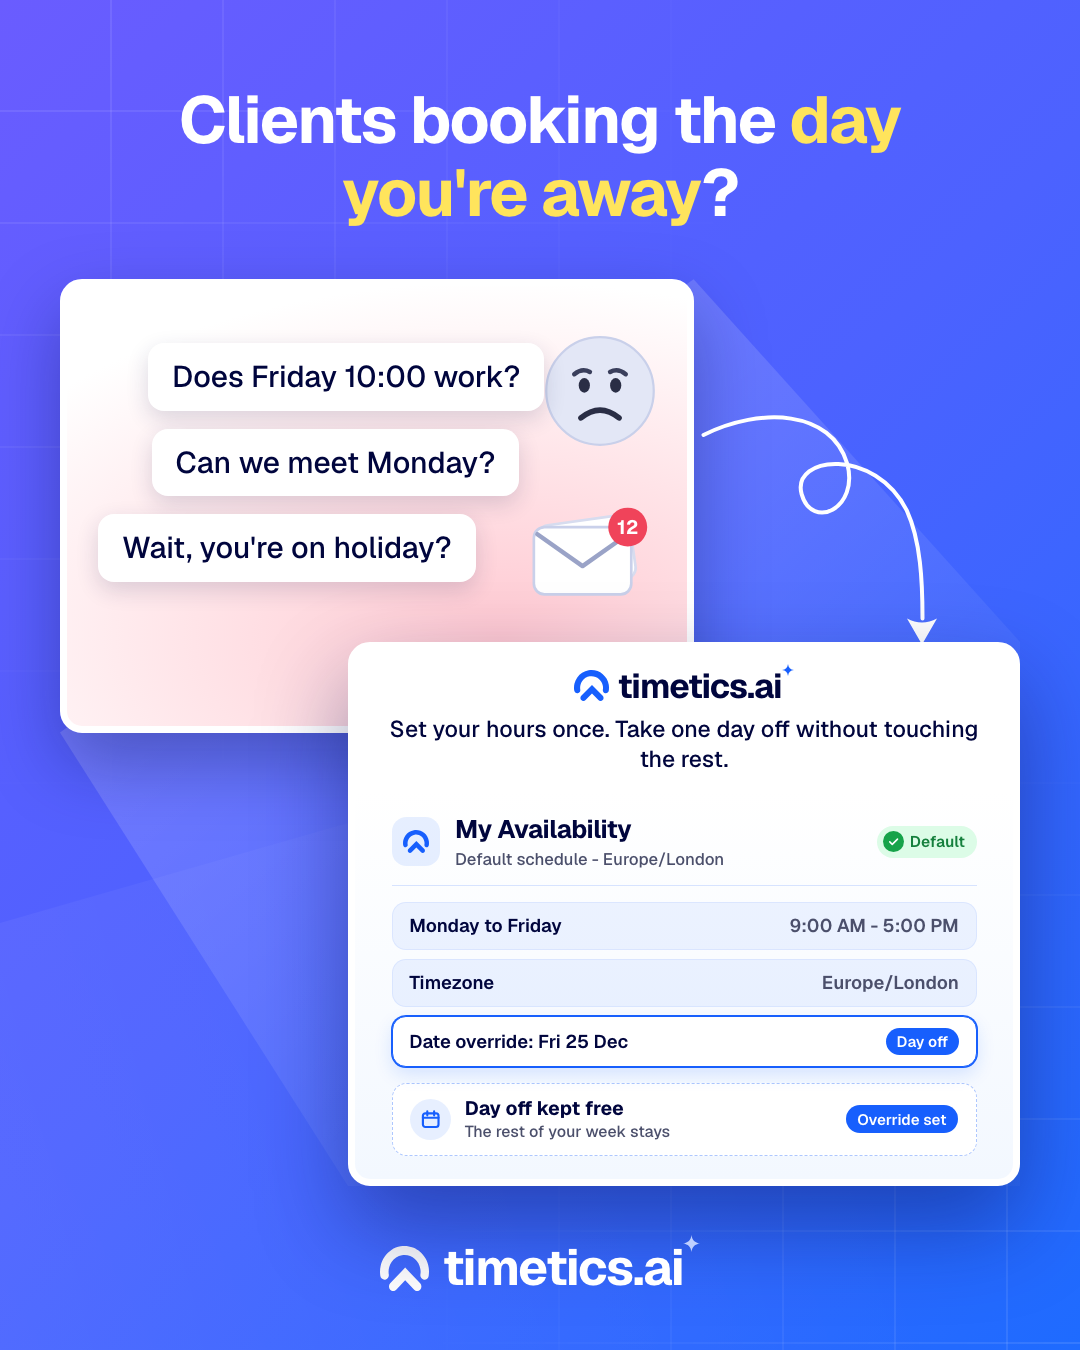 Clients booking the day
you're away?
Does Friday 10:00 work?
Can we meet Monday?
Wait, you're on holiday?
12
timetics.ai
Set your hours once. Take one day off without touching
the rest.
My Availability
Default schedule - Europe/London
Default
Monday to Friday
9:00 AM - 5:00 PM
Timezone
Europe/London
Date override: Fri 25 Dec
Day off
Day off kept free
The rest of your week stays
Override set
timetics.ai